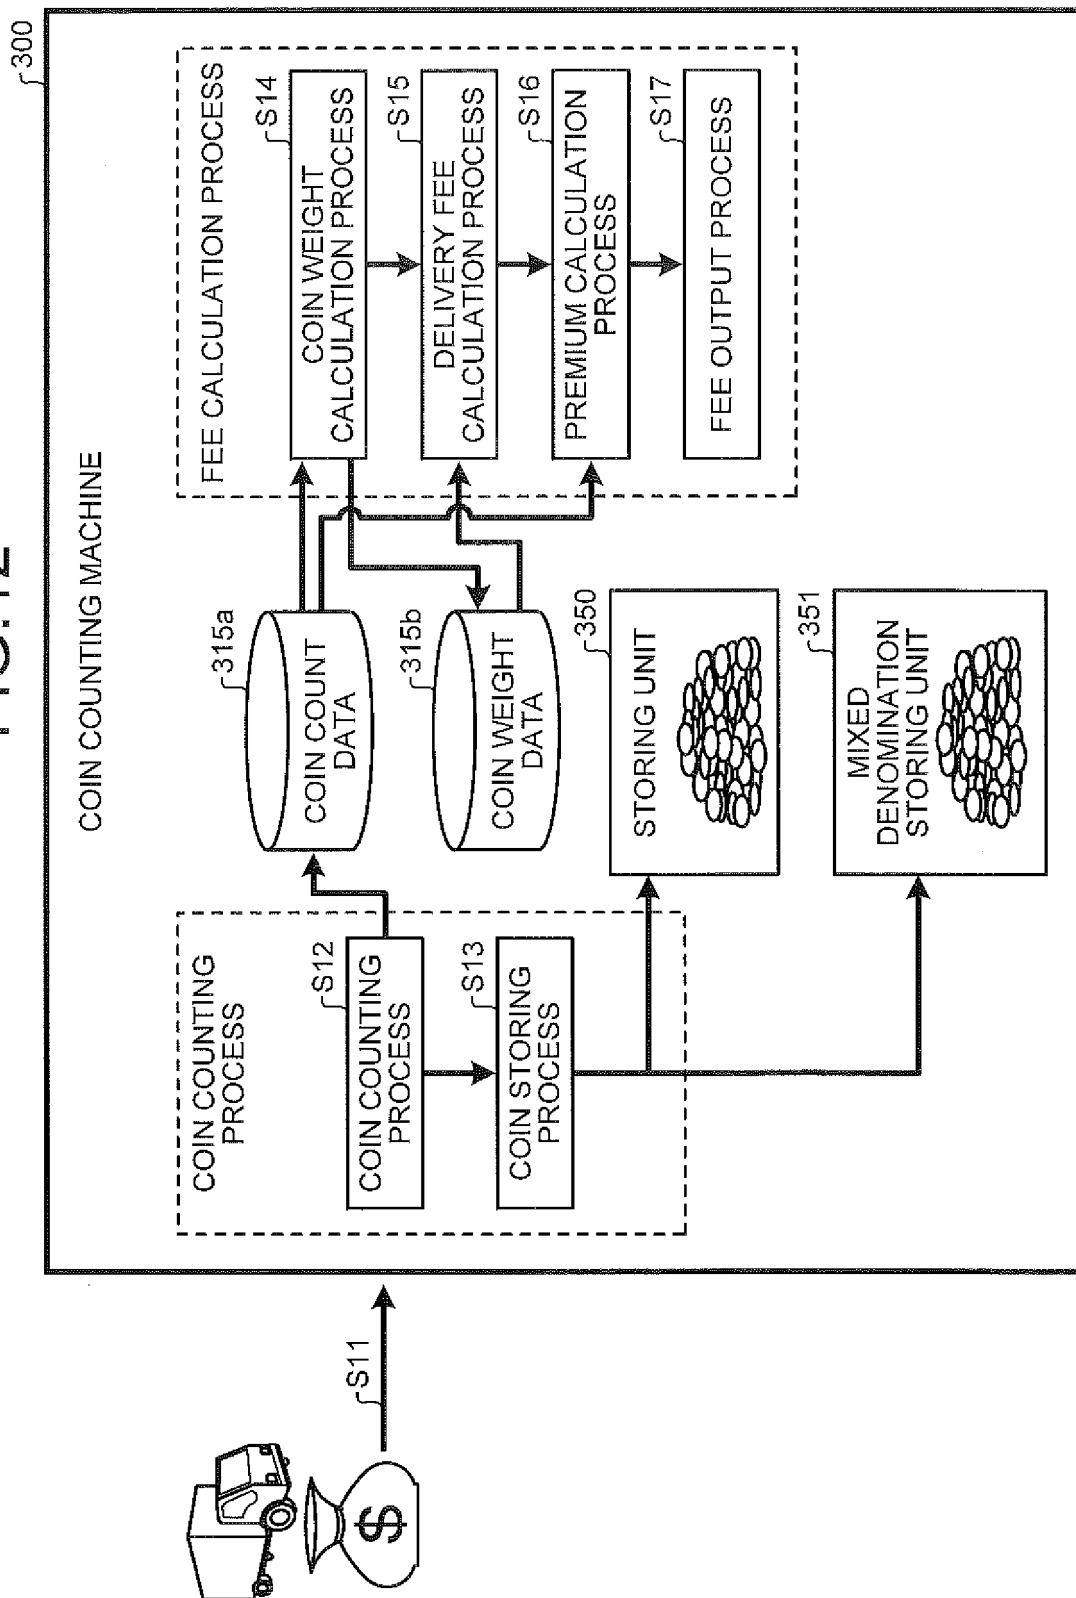 300
COIN COUNTING MACHINE
S11
$
COIN COUNTING
PROCESS
S12
COIN COUNTING
PROCESS
S13
COIN STORING
PROCESS
315a
COIN COUNT
DATA
315b
COIN WEIGHT
DATA
350
STORING UNIT
351
MIXED
DENOMINATION
STORING UNIT
FEE CALCULATION PROCESS
S14
COIN WEIGHT
CALCULATION PROCESS
S15
DELIVERY FEE
CALCULATION PROCESS
S16
PREMIUM CALCULATION
PROCESS
S17
FEE OUTPUT PROCESS